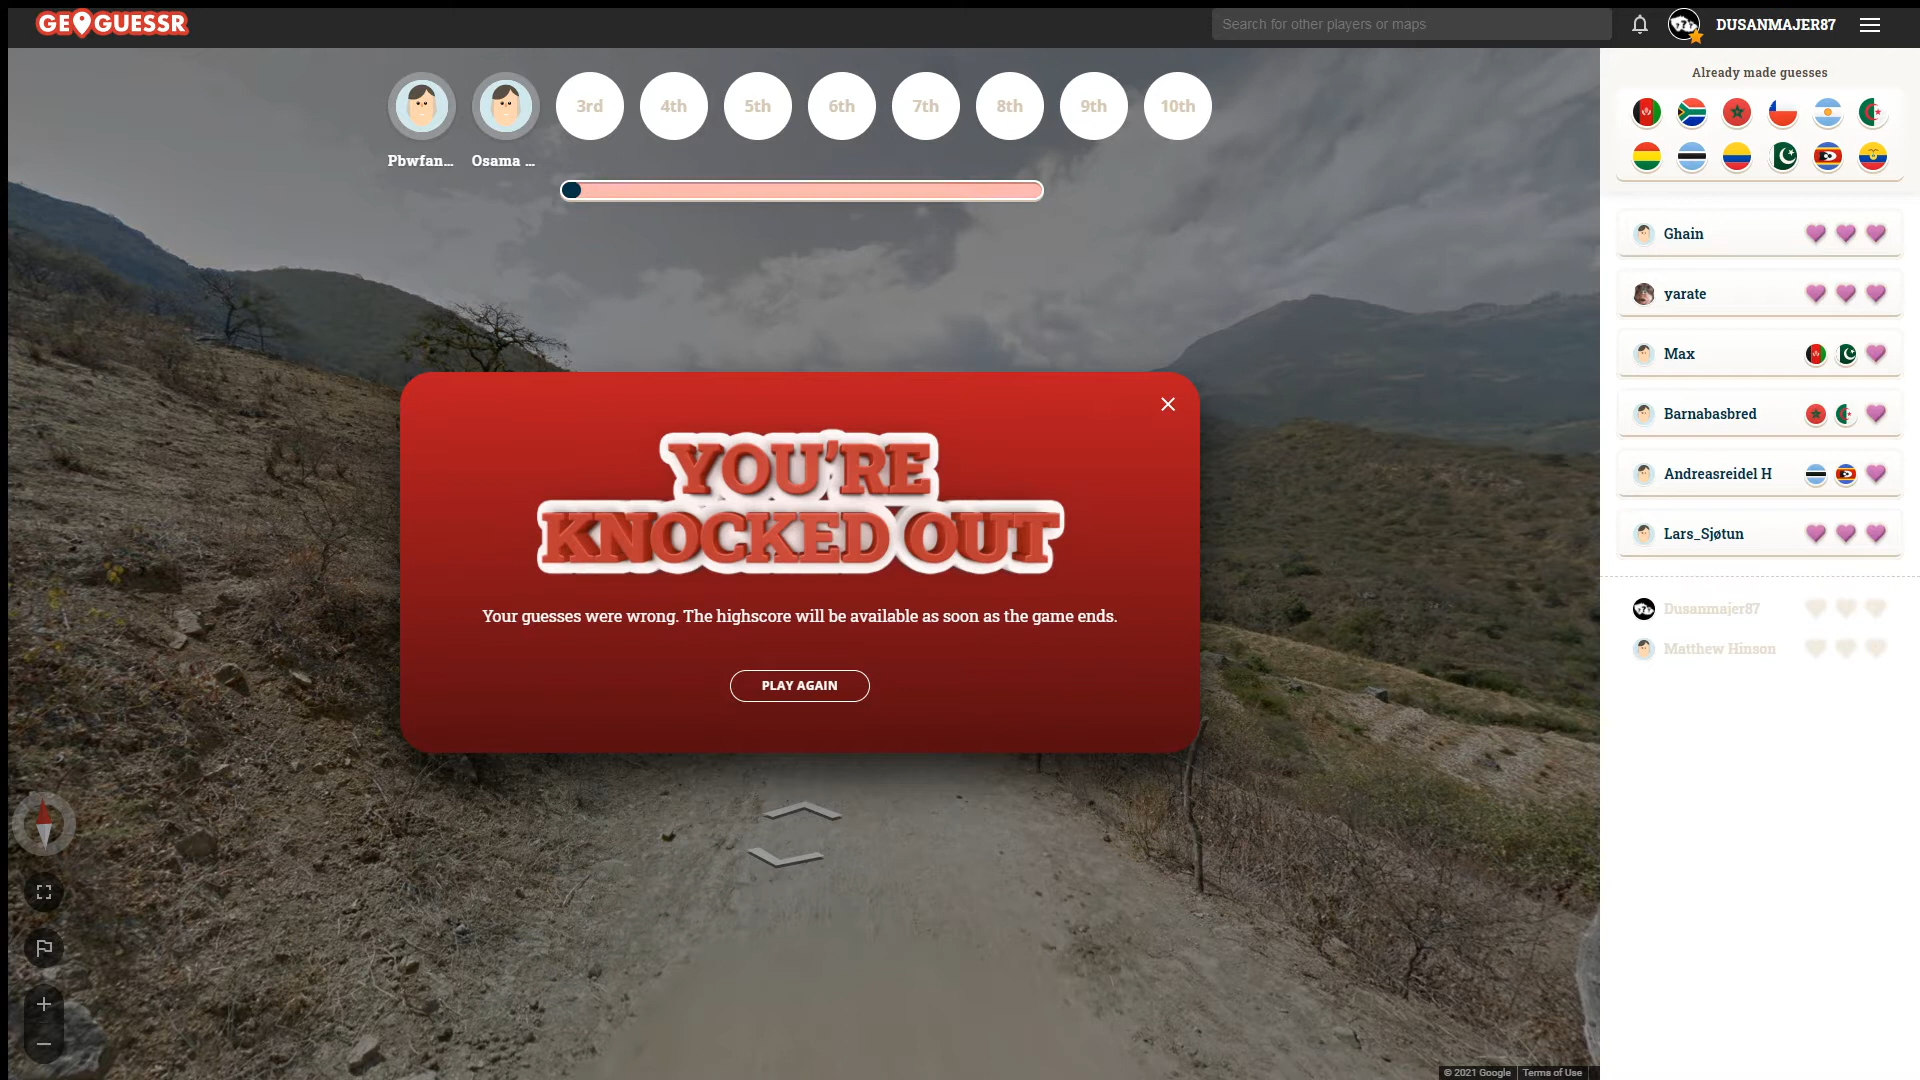 GEOGUESSR
Search for other players or maps
DUSANMAJER87
3rd
4th
5th
6th
7th
8th
9th
10th
Pbwfan...
Osama ...
Already made guesses
Ghain
yarate
Max
Barnabasbred
Andreasreidel H
Lars_Sjøtun
Dusanmajer87
Matthew Hinson
YOU'RE
KNOCKED OUT
Your guesses were wrong. The highscore will be available as soon as the game ends.
PLAY AGAIN
© 2021 Google
Terms of Use